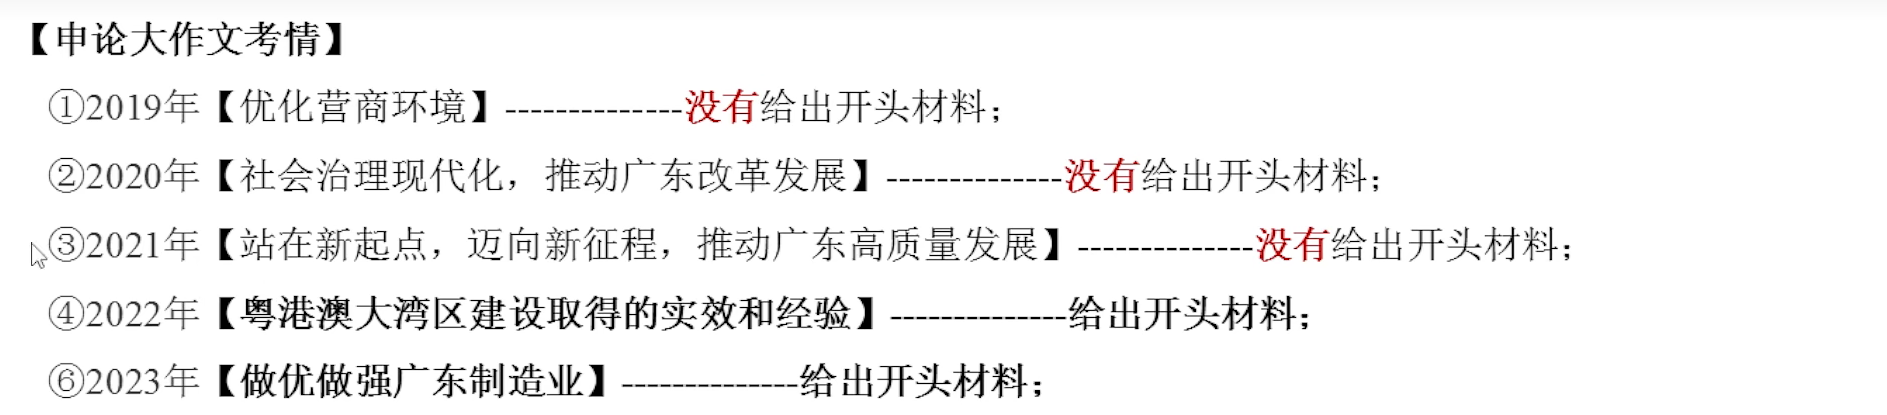 【申论大作文考情】
①2019年【优化营商环境】--------------没有给出开头材料；
②2020年【社会治理现代化，推动广东改革发展】--------------没有给出开头材料；
③2021年【站在新起点，迈向新征程，推动广东高质量发展】--------------没有给出开头材料；
④2022年【粤港澳大湾区建设取得的实效和经验】--------------给出开头材料；
⑥2023年【做优做强广东制造业】--------------给出开头材料；